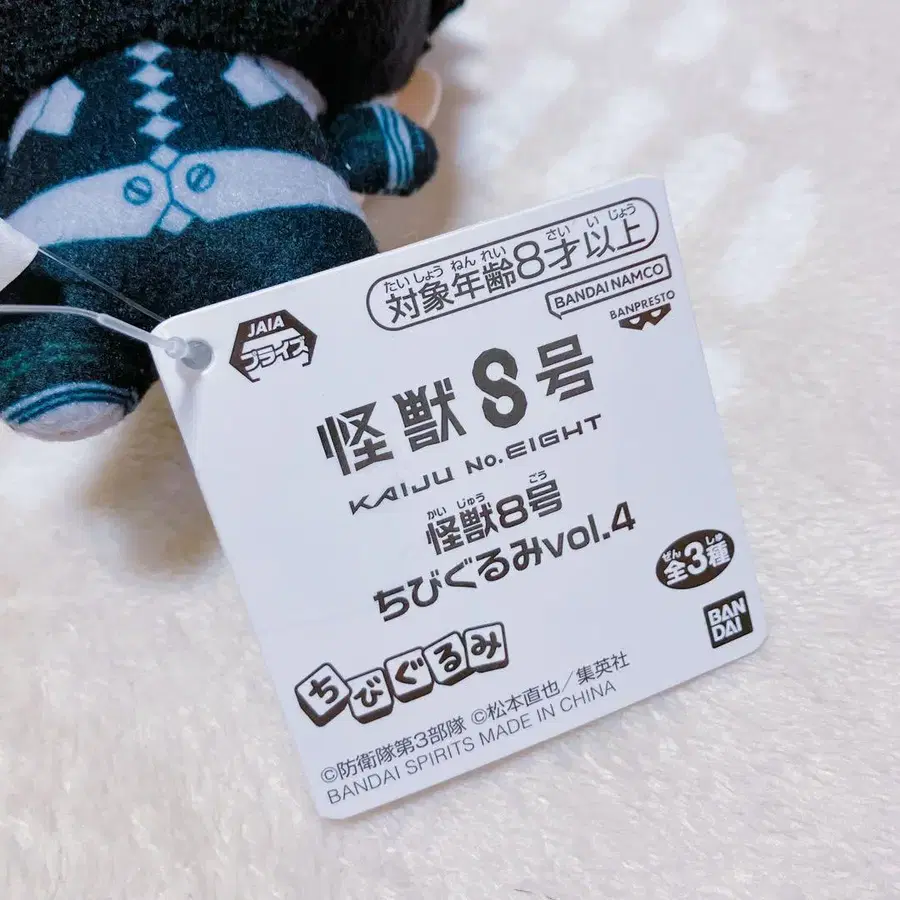 たいしょうねんれい さい いじょう
対象年齢8才以上
BANDAI NAMCO
BANPRESTO
JAIA
プライズ
怪獣8号
KAIJU No.EIGHT
かいじゅう ごう
怪獣8号
ちびぐるみvol.4
ぜん しゅ
全3種
BAN
DAI
ちびぐるみ
©防衛隊第3部隊 ©松本直也/集英社
BANDAI SPIRITS MADE IN CHINA